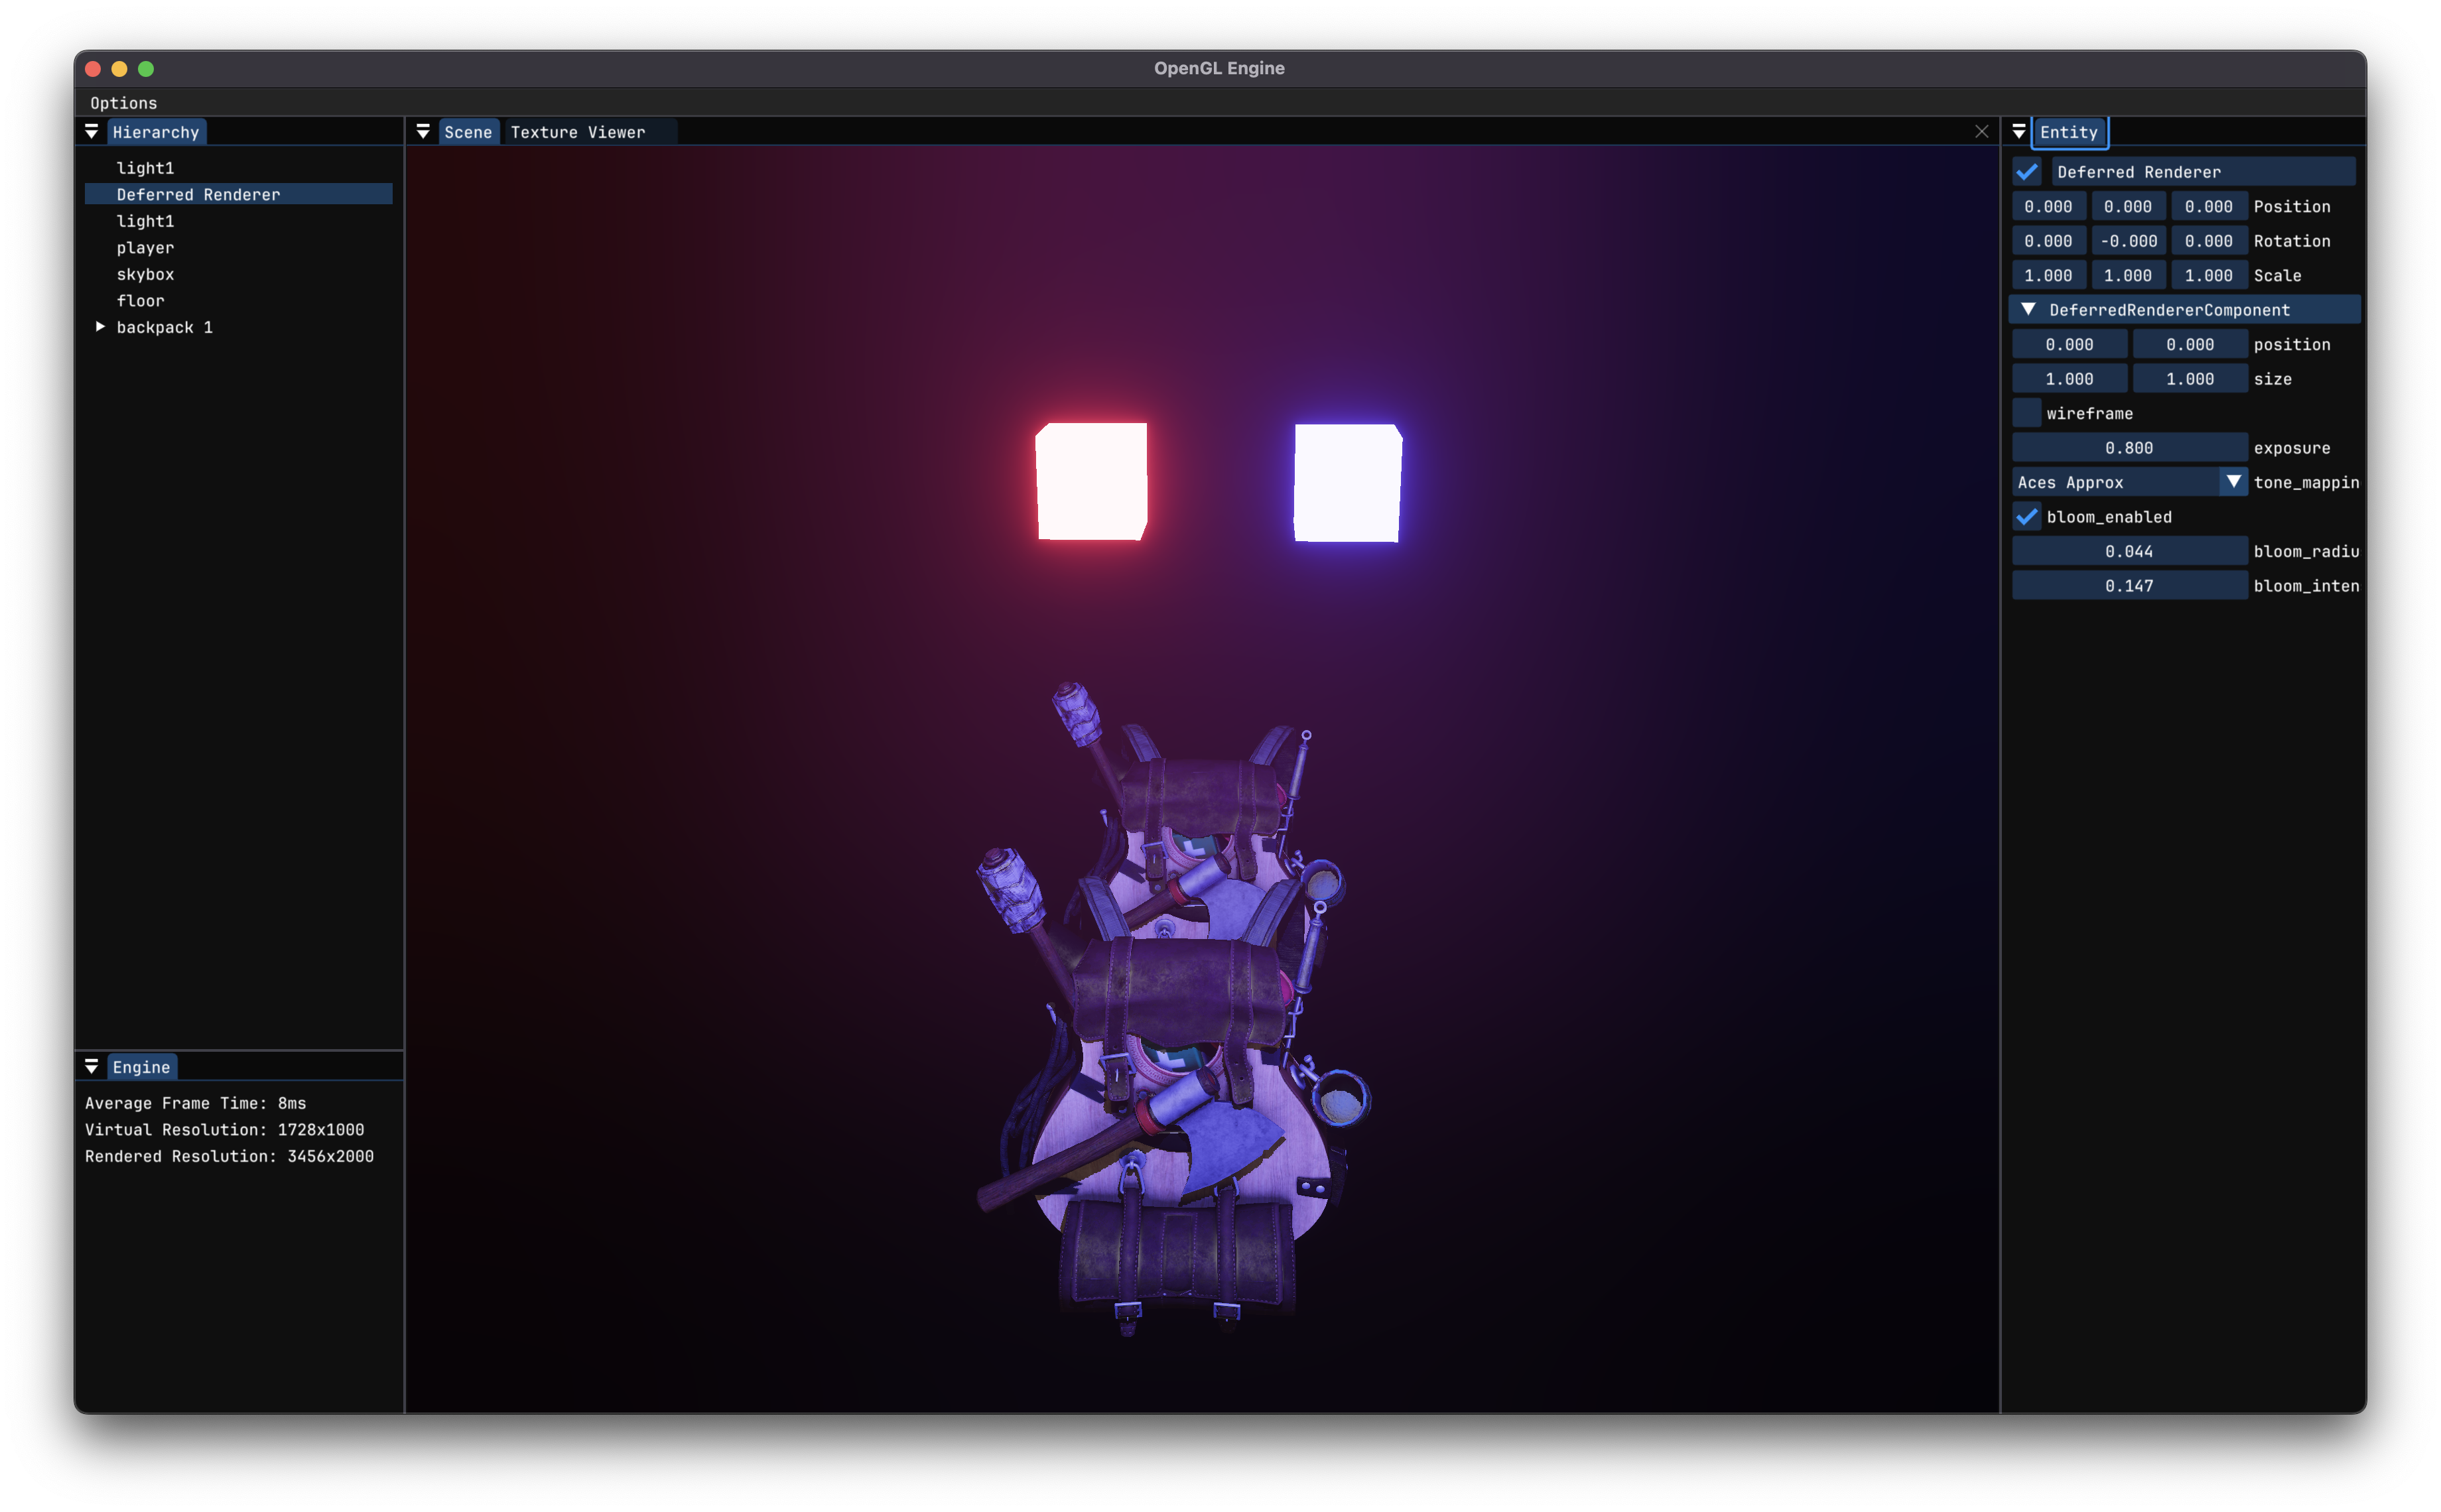 OpenGL Engine
Options
Hierarchy
light1
Deferred Renderer
light1
player
skybox
floor
backpack 1
Engine
Average Frame Time: 8ms
Virtual Resolution: 1728x1000
Rendered Resolution: 3456x2000
Scene Texture Viewer
Entity
Deferred Renderer
0.000 0.000 0.000 Position
0.000 -0.000 0.000 Rotation
1.000 1.000 1.000 Scale
DeferredRendererComponent
0.000 0.000 position
1.000 1.000 size
wireframe
0.800 exposure
Aces Approx tone_mappin
bloom_enabled
0.044 bloom_radiu
0.147 bloom_inten